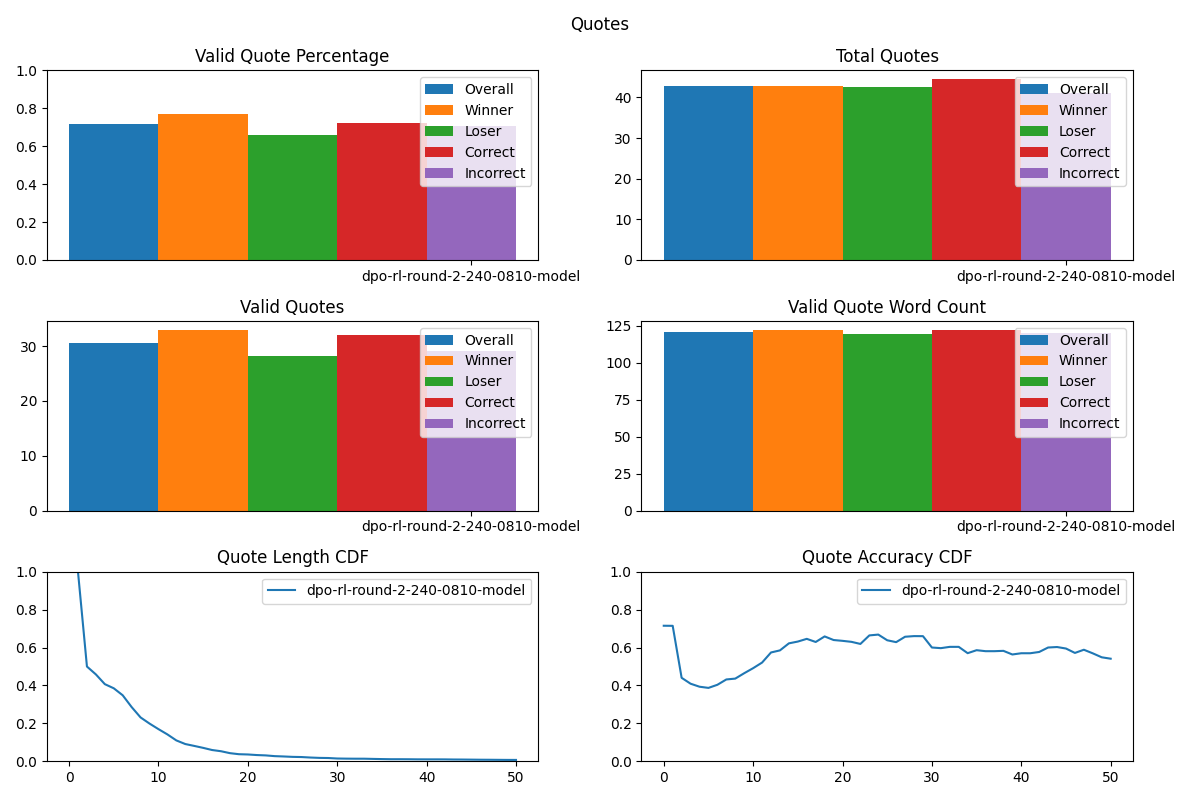 Quotes
Valid Quote Percentage
1.0
0.8
0.6
0.4
0.2
0.0
Overall
Winner
Loser
Correct
Incorrect
dpo-rl-round-2-240-0810-model
Total Quotes
40
30
20
10
0
Overall
Winner
Loser
Correct
Incorrect
dpo-rl-round-2-240-0810-model
Valid Quotes
30
20
10
0
Overall
Winner
Loser
Correct
Incorrect
dpo-rl-round-2-240-0810-model
Valid Quote Word Count
125
100
75
50
25
0
Overall
Winner
Loser
Correct
Incorrect
dpo-rl-round-2-240-0810-model
Quote Length CDF
1.0
0.8
0.6
0.4
0.2
0.0
dpo-rl-round-2-240-0810-model
0 10 20 30 40 50
Quote Accuracy CDF
1.0
0.8
0.6
0.4
0.2
0.0
dpo-rl-round-2-240-0810-model
0 10 20 30 40 50